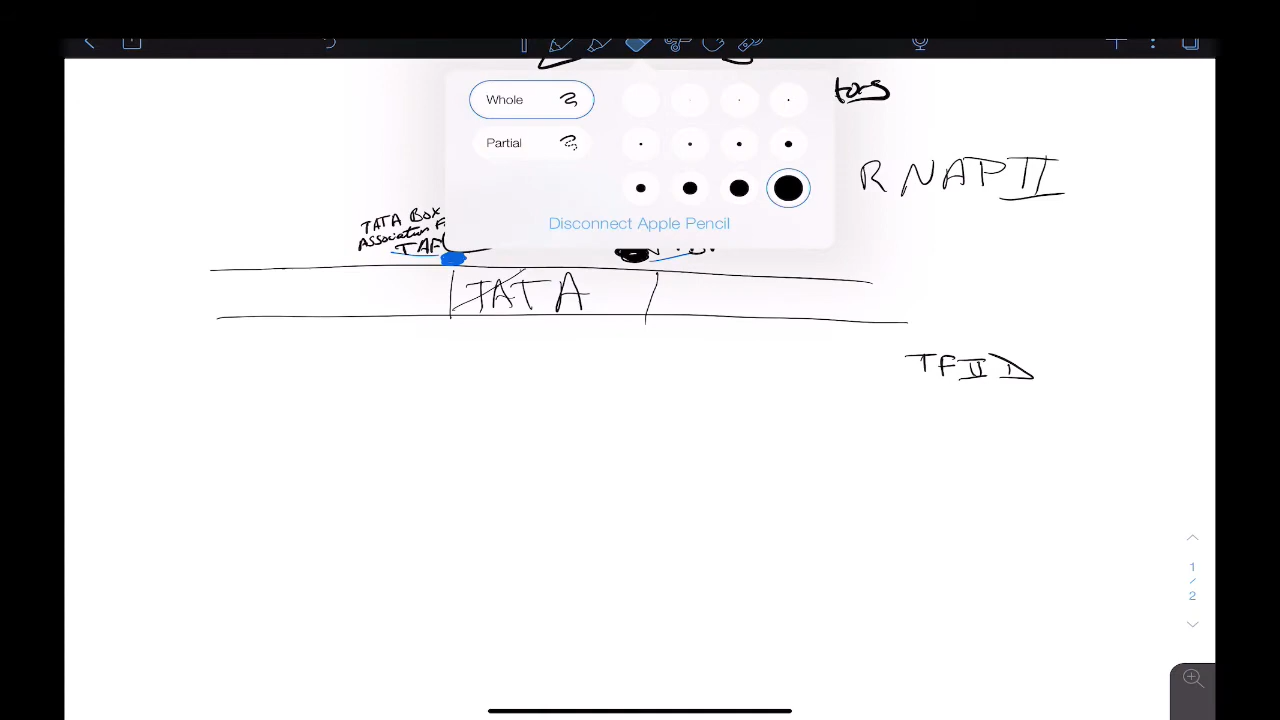 Whole
Partial
Disconnect Apple Pencil
tors
RNAPII
TATA Box
Association F
TAF
TATA
TFIID
1
/
2